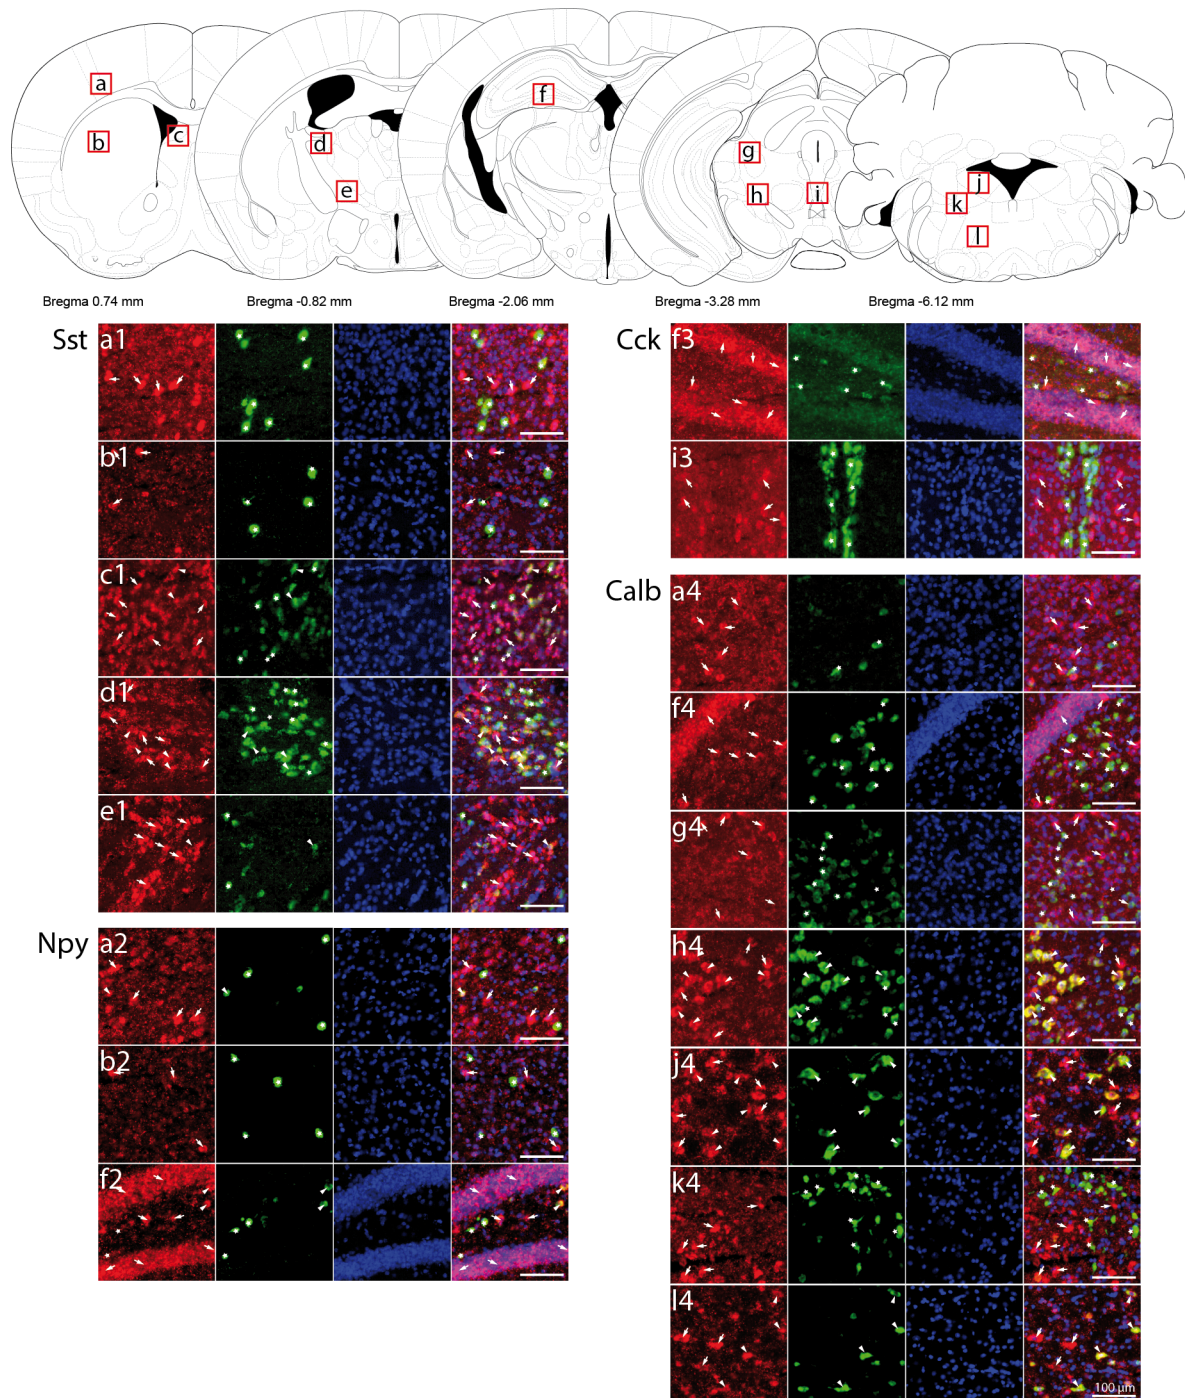 a
b
c
d
e
f
g
h
i
j
k
l
Bregma 0.74 mm
Bregma -0.82 mm
Bregma -2.06 mm
Bregma -3.28 mm
Bregma -6.12 mm
Sst
a1
b1
c1
d1
e1
Npy
a2
b2
f2
Cck
f3
i3
Calb
a4
f4
g4
h4
j4
k4
l4
100 µm